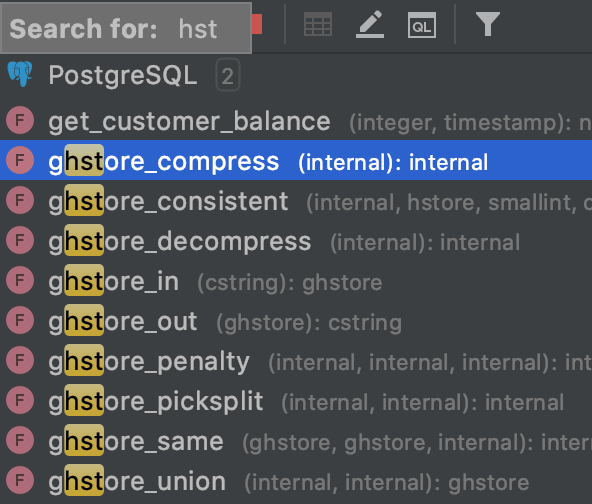 Search for: hst
QL
PostgreSQL 2
F get_customer_balance (integer, timestamp): n
F ghstore_compress (internal): internal
F ghstore_consistent (internal, hstore, smallint, o
F ghstore_decompress (internal): internal
F ghstore_in (cstring): ghstore
F ghstore_out (ghstore): cstring
F ghstore_penalty (internal, internal, internal): int
F ghstore_picksplit (internal, internal): internal
F ghstore_same (ghstore, ghstore, internal): inter
F ghstore_union (internal, internal): ghstore